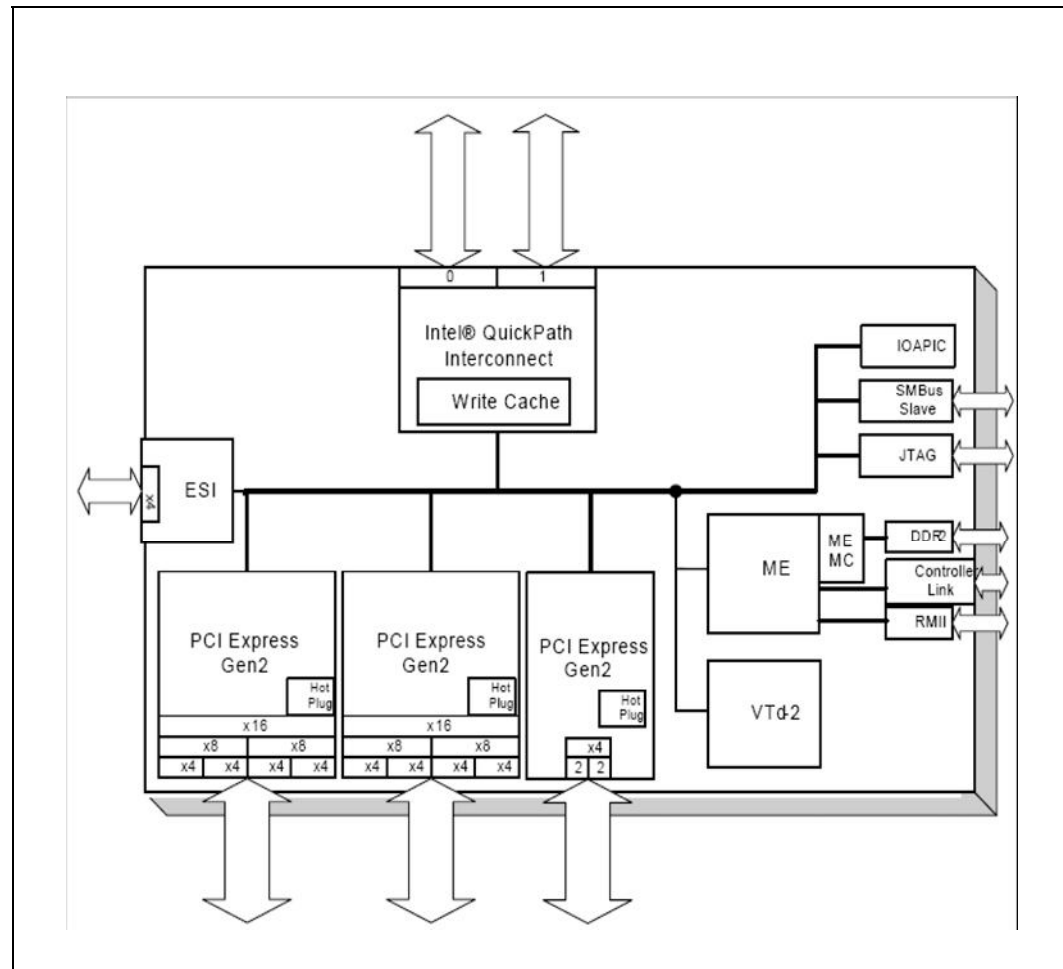 0 1
Intel® QuickPath
Interconnect
Write Cache
IOAPIC
SMBus
Slave
JTAG
ESI
x4
ME
ME
MC
DDR2
Controller
Link
RMII
VTd-2
PCI Express
Gen2
Hot
Plug
x16
x8 x8
x4 x4 x4 x4
PCI Express
Gen2
Hot
Plug
x16
x8 x8
x4 x4 x4 x4
PCI Express
Gen2
Hot
Plug
x4
2 2